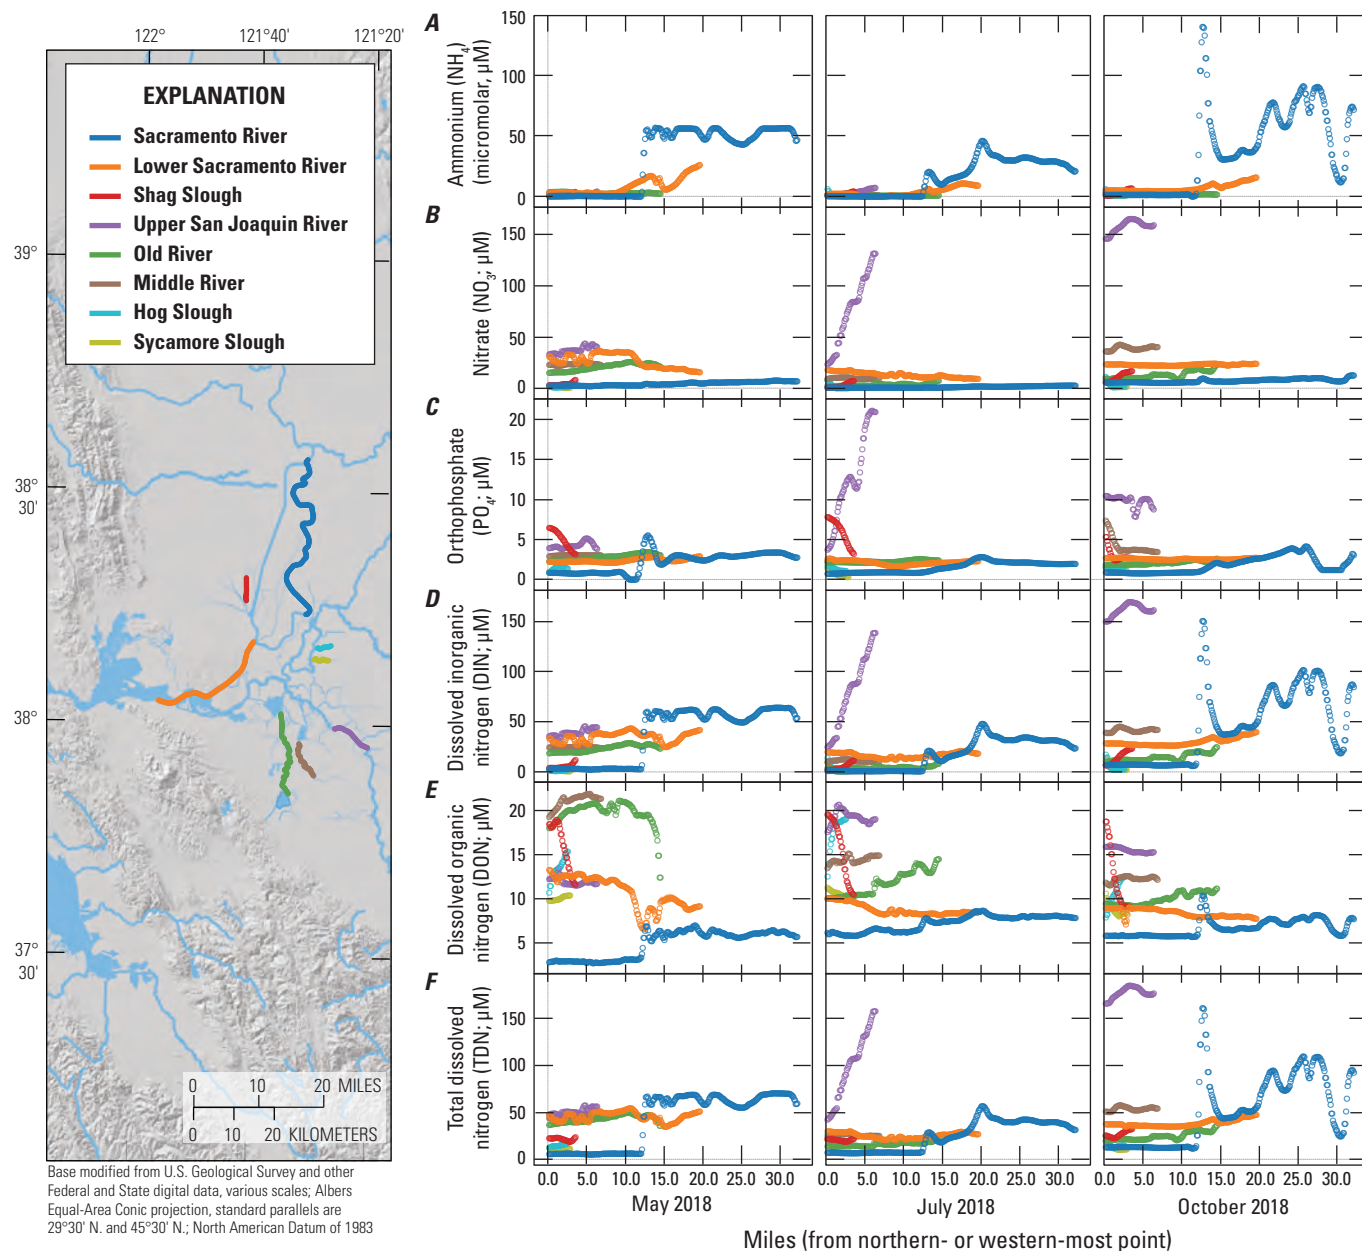 122°
121°40'
121°20'
EXPLANATION
Sacramento River
Lower Sacramento River
Shag Slough
Upper San Joaquin River
Old River
Middle River
Hog Slough
Sycamore Slough
39°
38°
30'
38°
37°
30'
0 10 20 MILES
0 10 20 KILOMETERS
Base modified from U.S. Geological Survey and other
Federal and State digital data, various scales; Albers
Equal-Area Conic projection, standard parallels are
29°30' N. and 45°30' N.; North American Datum of 1983
A
Ammonium (NH4)
(micromolar, µM)
150
100
50
0
B
Nitrate (NO3; µM)
150
100
50
0
C
Orthophosphate
(PO4; µM)
20
15
10
5
0
D
Dissolved inorganic
nitrogen (DIN; µM)
150
100
50
0
E
Dissolved organic
nitrogen (DON; µM)
20
15
10
5
F
Total dissolved
nitrogen (TDN; µM)
150
100
50
0
0.0 5.0 10.0 15.0 20.0 25.0 30.0
May 2018
0.0 5.0 10.0 15.0 20.0 25.0 30.0
July 2018
0.0 5.0 10.0 15.0 20.0 25.0 30.0
October 2018
Miles (from northern- or western-most point)